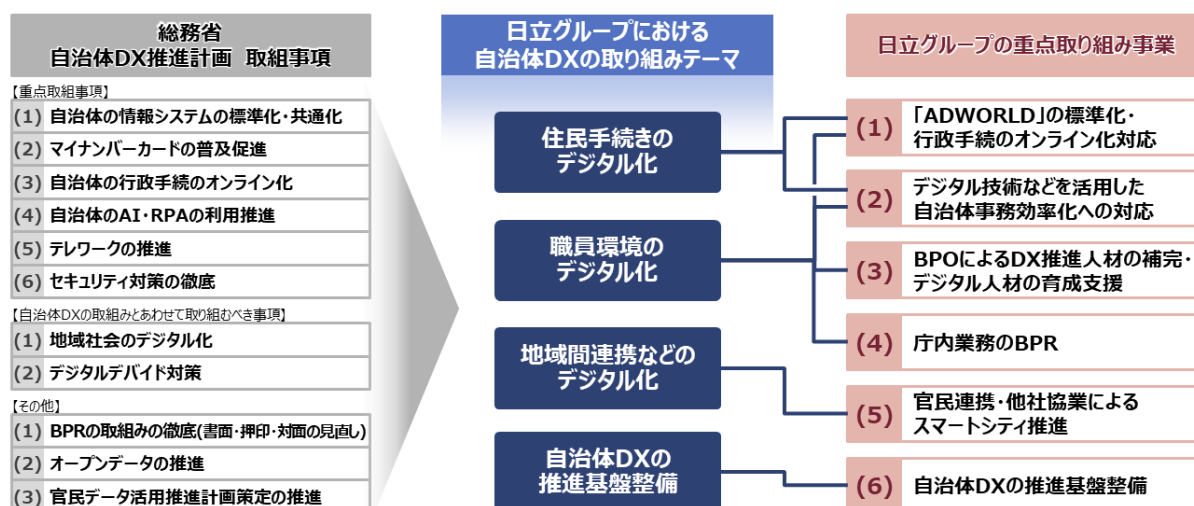 総務省
自治体DX推進計画 取組事項
【重点取組事項】
(1) 自治体の情報システムの標準化・共通化
(2) マイナンバーカードの普及促進
(3) 自治体の行政手続のオンライン化
(4) 自治体のAI・RPAの利用推進
(5) テレワークの推進
(6) セキュリティ対策の徹底
【自治体DXの取組みとあわせて取り組むべき事項】
(1) 地域社会のデジタル化
(2) デジタルデバイド対策
【その他】
(1) BPRの取組みの徹底(書面・押印・対面の見直し)
(2) オープンデータの推進
(3) 官民データ活用推進計画策定の推進
日立グループにおける
自治体DXの取り組みテーマ
住民手続きの
デジタル化
職員環境の
デジタル化
地域間連携などの
デジタル化
自治体DXの
推進基盤整備
日立グループの重点取り組み事業
(1) 「ADWORLD」の標準化・
行政手続のオンライン化対応
(2) デジタル技術などを活用した
自治体事務効率化への対応
(3) BPOによるDX推進人材の補完・
デジタル人材の育成支援
(4) 庁内業務のBPR
(5) 官民連携・他社協業による
スマートシティ推進
(6) 自治体DXの推進基盤整備